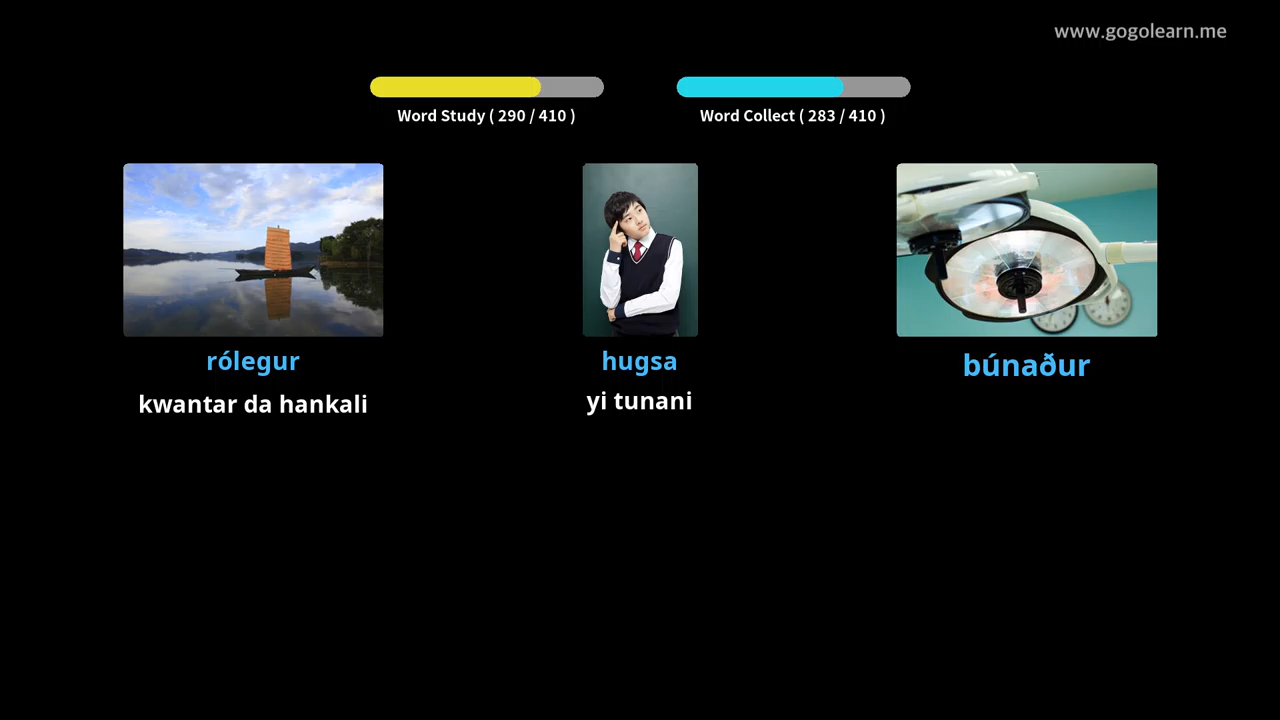 www.gogolearn.me
Word Study ( 290 / 410 )
Word Collect ( 283 / 410 )
rólegur
kwantar da hankali
hugsa
yi tunani
búnaður